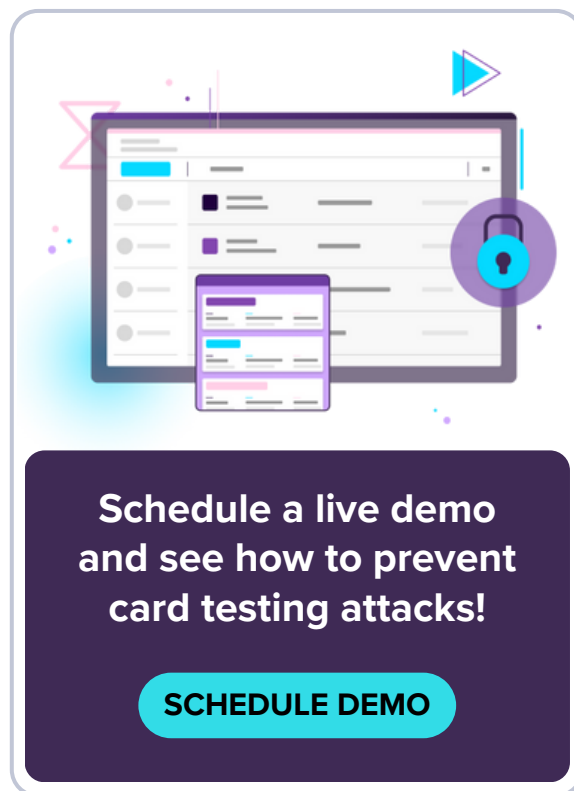 Schedule a live demo
and see how to prevent
card testing attacks!
SCHEDULE DEMO